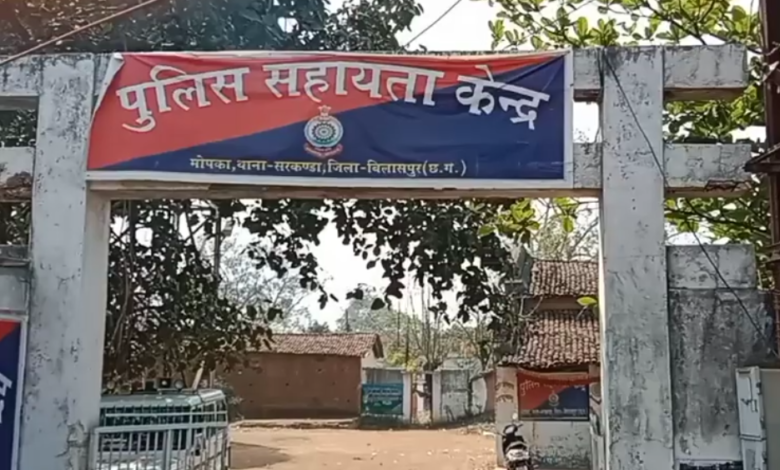 पुलिस सहायता केन्द्र
मोपका, थाना-सरकण्डा, जिला-बिलासपुर (छ.ग.)
पुलिस